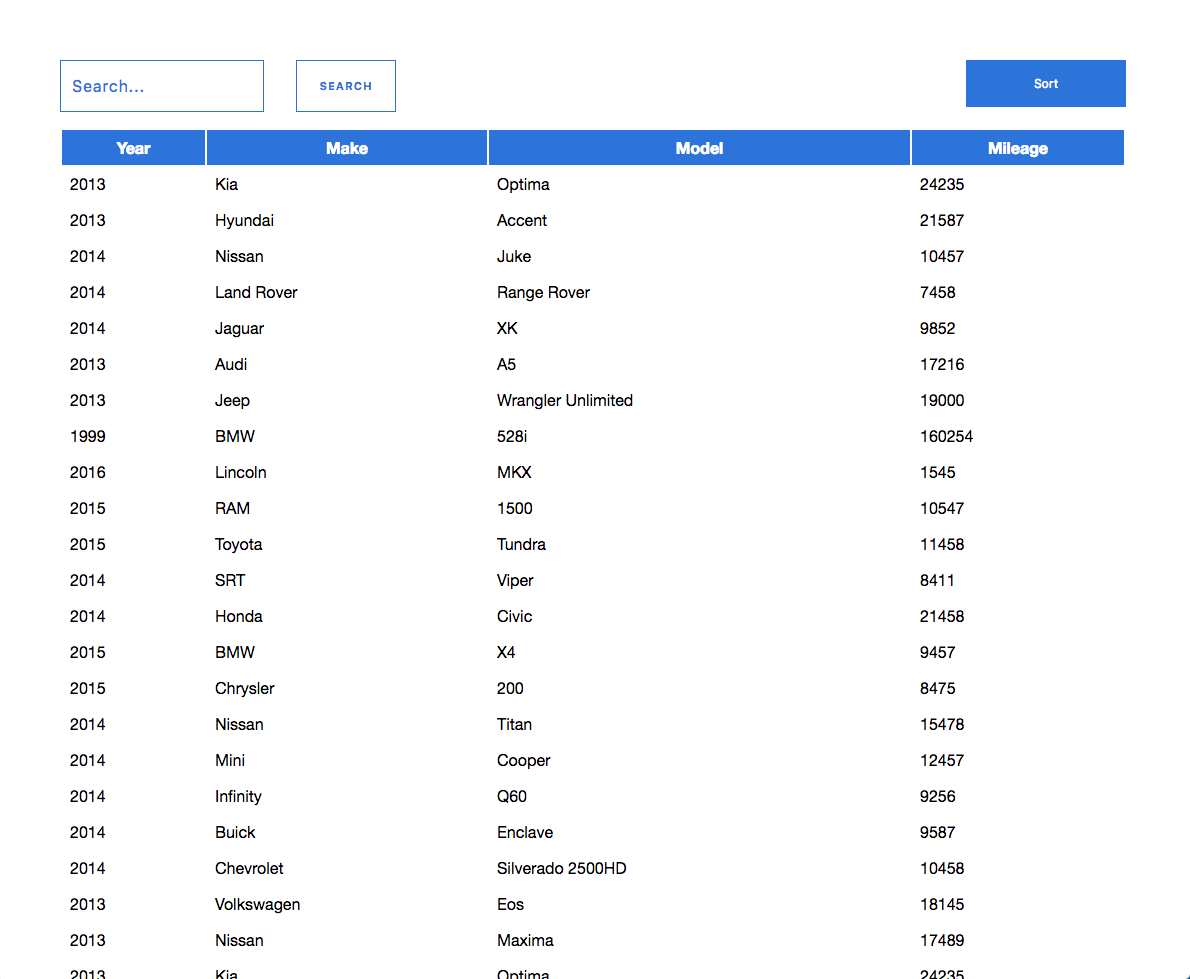 Search... SEARCH Sort
Year Make Model Mileage
2013 Kia Optima 24235
2013 Hyundai Accent 21587
2014 Nissan Juke 10457
2014 Land Rover Range Rover 7458
2014 Jaguar XK 9852
2013 Audi A5 17216
2013 Jeep Wrangler Unlimited 19000
1999 BMW 528i 160254
2016 Lincoln MKX 1545
2015 RAM 1500 10547
2015 Toyota Tundra 11458
2014 SRT Viper 8411
2014 Honda Civic 21458
2015 BMW X4 9457
2015 Chrysler 200 8475
2014 Nissan Titan 15478
2014 Mini Cooper 12457
2014 Infinity Q60 9256
2014 Buick Enclave 9587
2014 Chevrolet Silverado 2500HD 10458
2013 Volkswagen Eos 18145
2013 Nissan Maxima 17489
2013 Kia Optima 24235